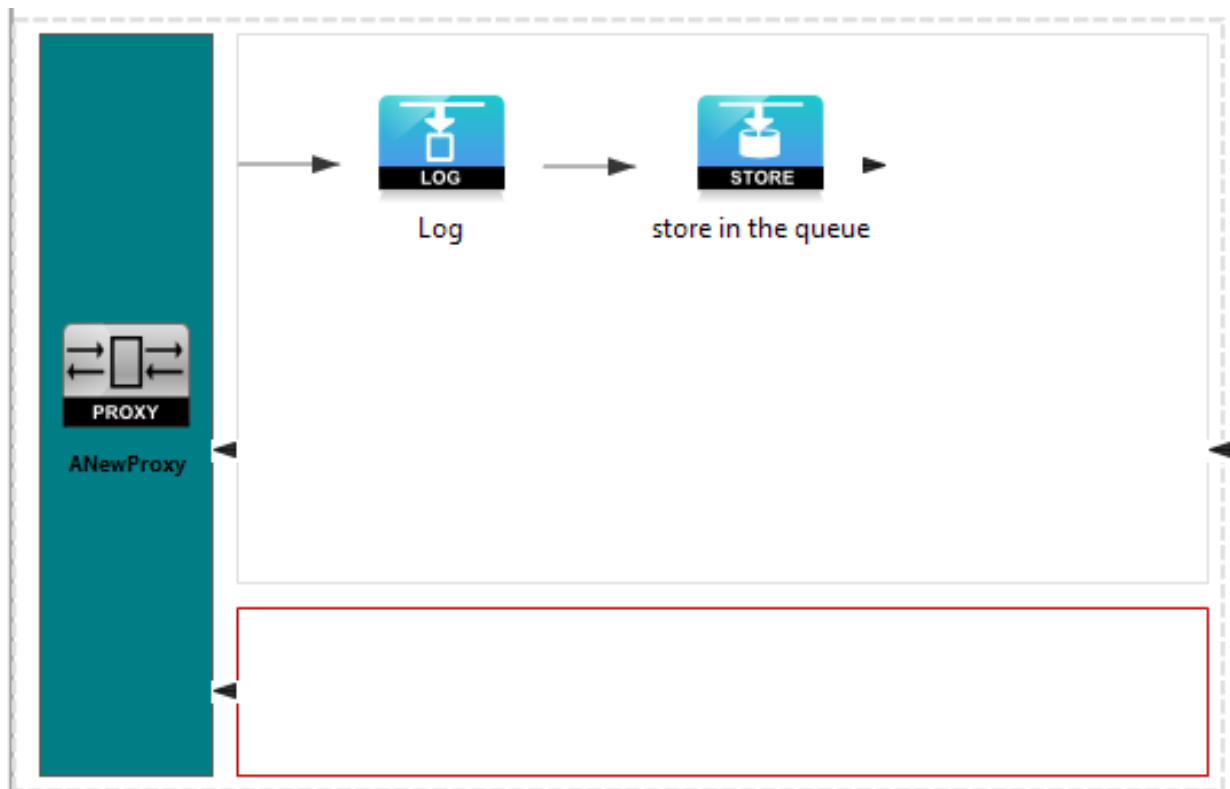 LOG
STORE
Log
store in the queue
PROXY
ANewProxy